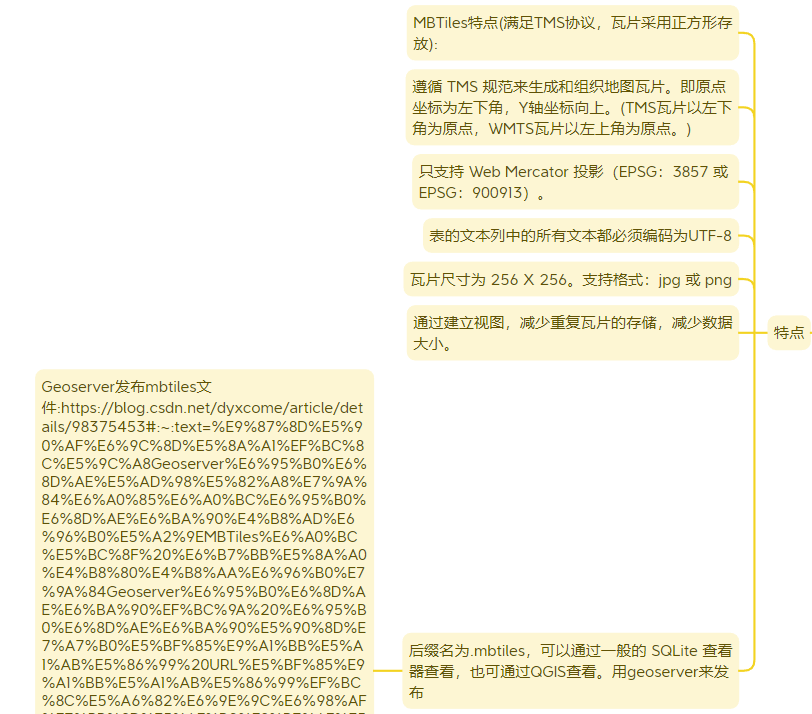 MBTiles特点(满足TMS协议，瓦片采用正方形存
放):
遵循 TMS 规范来生成和组织地图瓦片。即原点
坐标为左下角，Y轴坐标向上。(TMS瓦片以左下
角为原点，WMTS瓦片以左上角为原点。)
只支持 Web Mercator 投影（EPSG：3857 或
EPSG：900913）。
表的文本列中的所有文本都必须编码为UTF-8
瓦片尺寸为 256 X 256。支持格式：jpg 或 png
通过建立视图，减少重复瓦片的存储，减少数据
大小。
特点
Geoserver发布mbtiles文
件:https://blog.csdn.net/dyxcome/article/det
ails/98375453#:~:text=%E9%87%8D%E5%9
0%AF%E6%9C%8D%E5%8A%A1%EF%BC%8
C%E5%9C%A8Geoserver%E6%95%B0%E6%
8D%AE%E5%AD%98%E5%82%A8%E7%9A%
84%E6%A0%85%E6%A0%BC%E6%95%B0%
E6%8D%AE%E6%BA%90%E4%B8%AD%E6
%96%B0%E5%A2%9EMBTiles%E6%A0%BC
%E5%BC%8F%20%E6%B7%BB%E5%8A%A0
%E4%B8%80%E4%B8%AA%E6%96%B0%E7
%9A%84Geoserver%E6%95%B0%E6%8D%A
E%E6%BA%90%EF%BC%9A%20%E6%95%B
0%E6%8D%AE%E6%BA%90%E5%90%8D%E
7%A7%B0%E5%BF%85%E9%A1%BB%E5%A
1%AB%E5%86%99%20URL%E5%BF%85%E9
%A1%BB%E5%A1%AB%E5%86%99%EF%BC
%8C%E5%A6%82%E6%9E%9C%E6%98%AF
后缀名为.mbtiles，可以通过一般的 SQLite 查看
器查看，也可通过QGIS查看。用geoserver来发
布